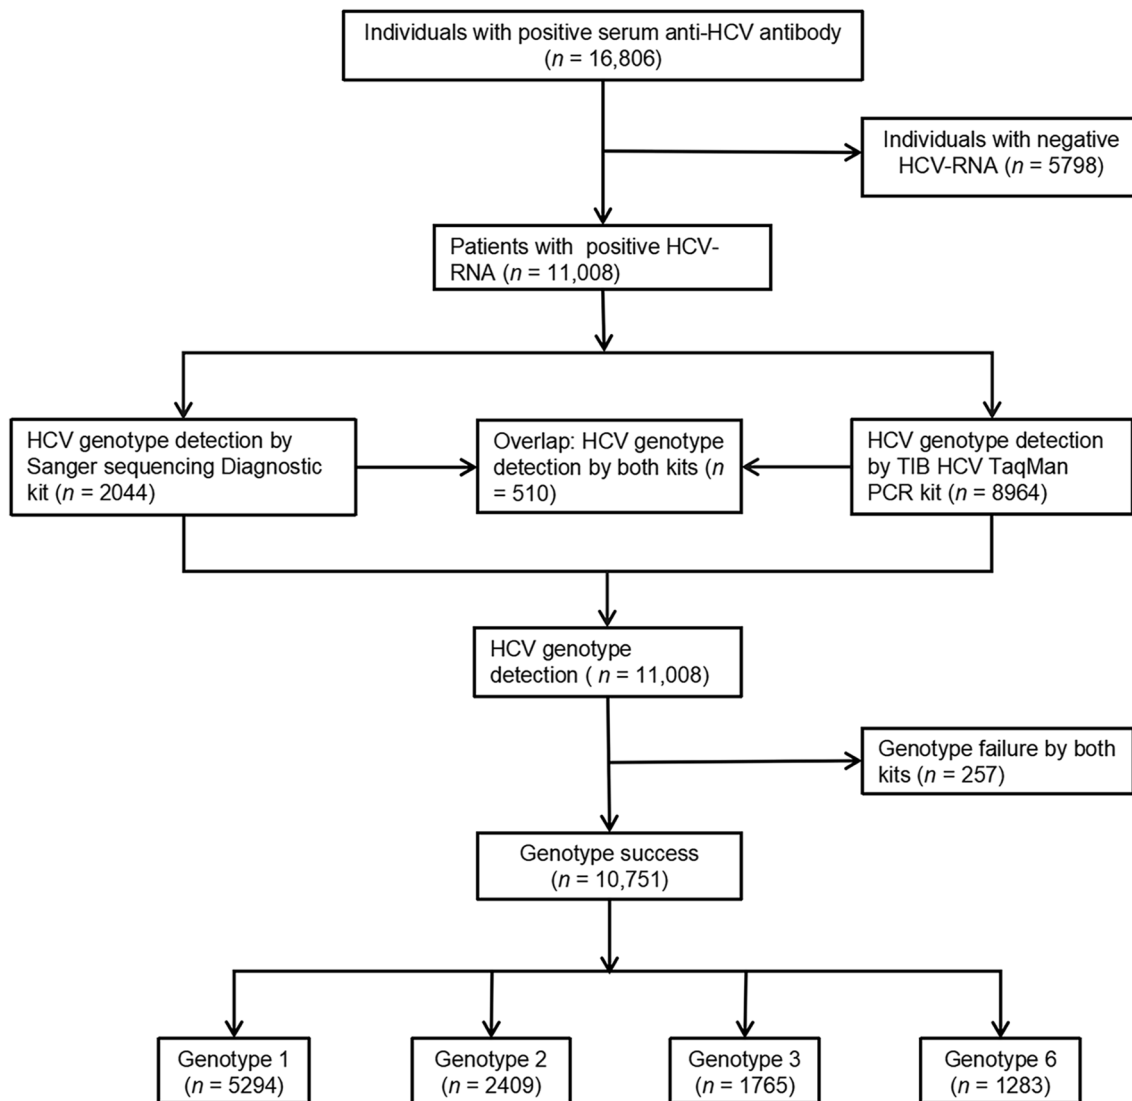 Individuals with positive serum anti-HCV antibody
(n = 16,806)
Individuals with negative
HCV-RNA (n = 5798)
Patients with positive HCV-
RNA (n = 11,008)
HCV genotype detection by
Sanger sequencing Diagnostic
kit (n = 2044)
Overlap: HCV genotype
detection by both kits (n
= 510)
HCV genotype detection
by TIB HCV TaqMan
PCR kit (n = 8964)
HCV genotype
detection ( n = 11,008)
Genotype failure by both
kits (n = 257)
Genotype success
(n = 10,751)
Genotype 1
(n = 5294)
Genotype 2
(n = 2409)
Genotype 3
(n = 1765)
Genotype 6
(n = 1283)